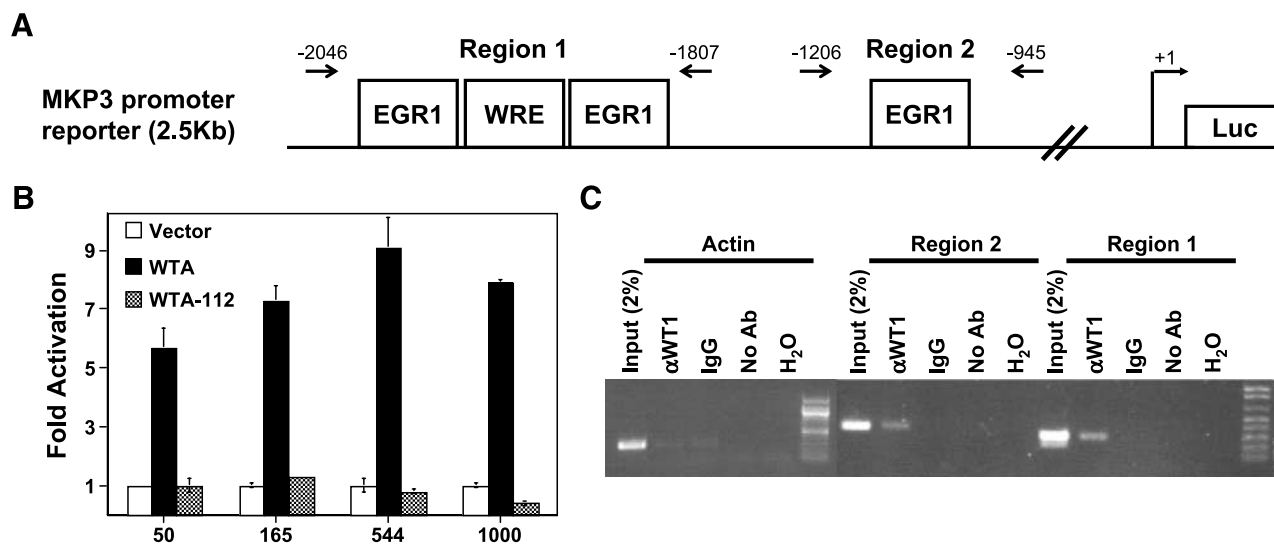 A
-2046
Region 1
-1807
-1206
Region 2
-945
+1
MKP3 promoter
reporter (2.5Kb)
EGR1
WRE
EGR1
EGR1
Luc
B
Fold Activation
9
7
5
3
1
Vector
WTA
WTA-112
50
165
544
1000
C
Actin
Region 2
Region 1
Input (2%)
αWT1
IgG
No Ab
H₂O
Input (2%)
αWT1
IgG
No Ab
H₂O
Input (2%)
αWT1
IgG
No Ab
H₂O